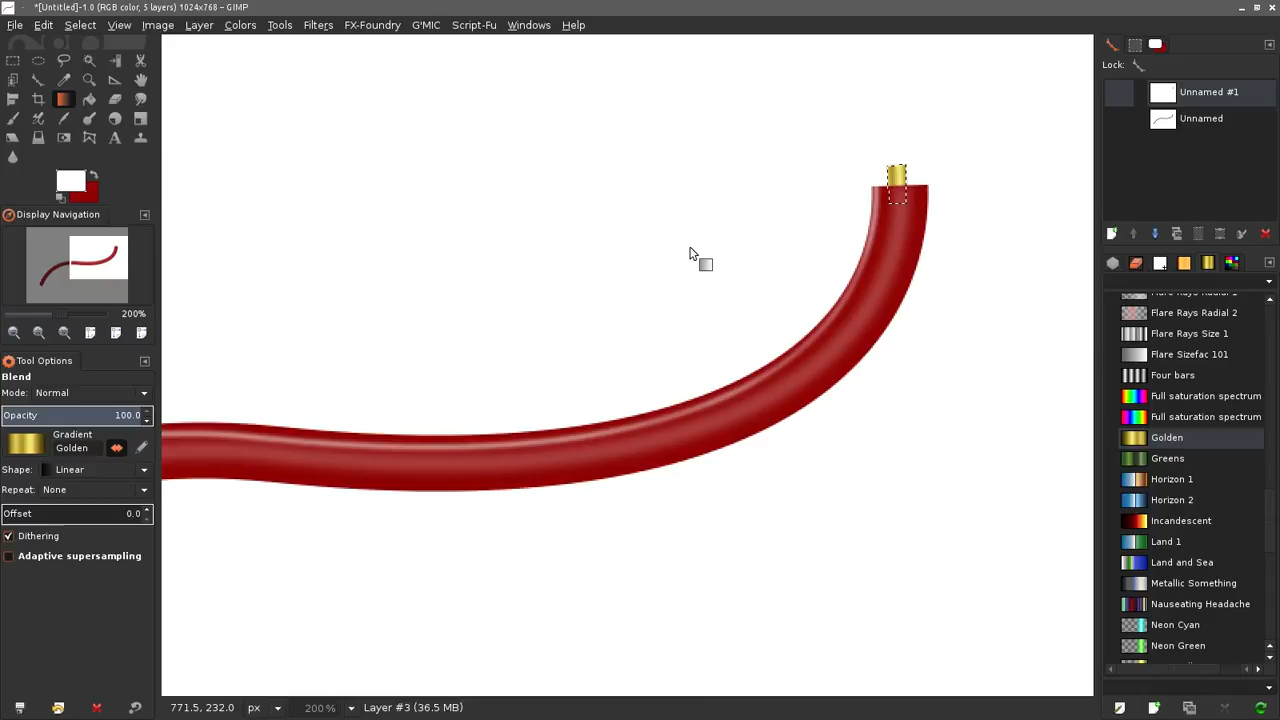 *[Untitled]-1.0 (RGB color, 5 layers) 1024x768 – GIMP
File Edit Select View Image Layer Colors Tools Filters FX-Foundry G'MIC Script-Fu Windows Help
Lock:
Unnamed #1
Unnamed
Display Navigation
200%
Tool Options
Blend
Mode: Normal
Opacity 100.0
Gradient
Golden
Shape: Linear
Repeat: None
Offset 0.0
Dithering
Adaptive supersampling
Flare Rays Radial 2
Flare Rays Size 1
Flare Sizefac 101
Four bars
Full saturation spectrum
Full saturation spectrum
Golden
Greens
Horizon 1
Horizon 2
Incandescent
Land 1
Land and Sea
Metallic Something
Nauseating Headache
Neon Cyan
Neon Green
771.5, 232.0 px 200 % Layer #3 (36.5 MB)